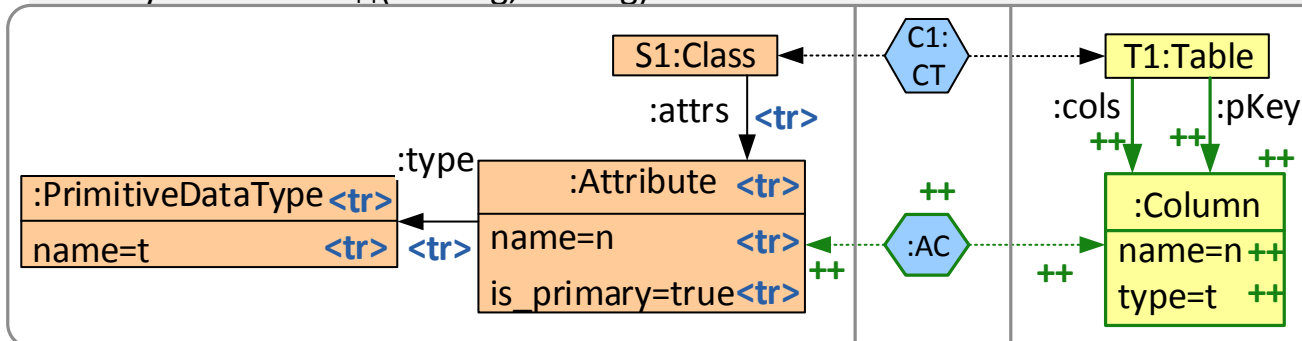 S1:Class
C1:
CT
T1:Table
:attrs
<tr>
:cols
++
:pKey
++
++
:type
:PrimitiveDataType <tr>
name=t <tr>
<tr>
:Attribute <tr>
name=n <tr>
is_primary=true<tr>
++
++
:AC
++
:Column
name=n ++
type=t ++